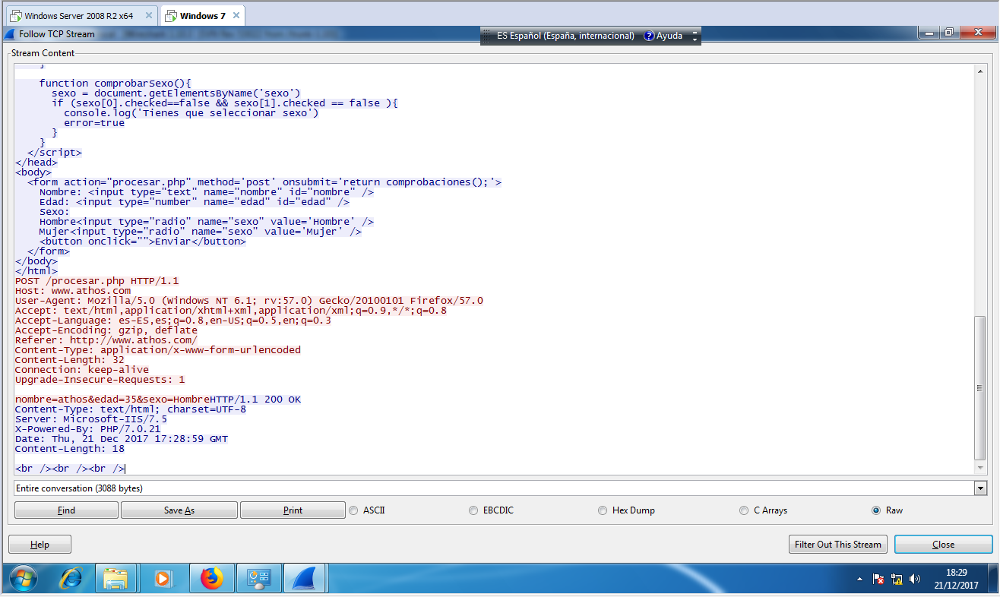 Windows Server 2008 R2 x64
Windows 7
Follow TCP Stream
ES Español (España, internacional)
Ayuda
Stream Content
}
function comprobarSexo(){
sexo = document.getElementsByName('sexo')
if (sexo[0].checked==false && sexo[1].checked == false ){
console.log('Tienes que seleccionar sexo')
error=true
}
}
</script>
</head>
<body>
<form action="procesar.php" method='post' onsubmit='return comprobaciones();'>
Nombre: <input type="text" name="nombre" id="nombre" />
Edad: <input type="number" name="edad" id="edad" />
Sexo:
Hombre<input type="radio" name="sexo" value='Hombre' />
Mujer<input type="radio" name="sexo" value='Mujer' />
<button onclick="">Enviar</button>
</form>
</body>
</html>
POST /procesar.php HTTP/1.1
Host: www.athos.com
User-Agent: Mozilla/5.0 (Windows NT 6.1; rv:57.0) Gecko/20100101 Firefox/57.0
Accept: text/html,application/xhtml+xml,application/xml;q=0.9,*/*;q=0.8
Accept-Language: es-ES,es;q=0.8,en-US;q=0.5,en;q=0.3
Accept-Encoding: gzip, deflate
Referer: http://www.athos.com/
Content-Type: application/x-www-form-urlencoded
Content-Length: 32
Connection: keep-alive
Upgrade-Insecure-Requests: 1
nombre=athos&edad=35&sexo=HombreHTTP/1.1 200 OK
Content-Type: text/html; charset=UTF-8
Server: Microsoft-IIS/7.5
X-Powered-By: PHP/7.0.21
Date: Thu, 21 Dec 2017 17:28:59 GMT
Content-Length: 18
<br /><br /><br />
Entire conversation (3088 bytes)
Find
Save As
Print
ASCII
EBCDIC
Hex Dump
C Arrays
Raw
Help
Filter Out This Stream
Close
18:29
21/12/2017